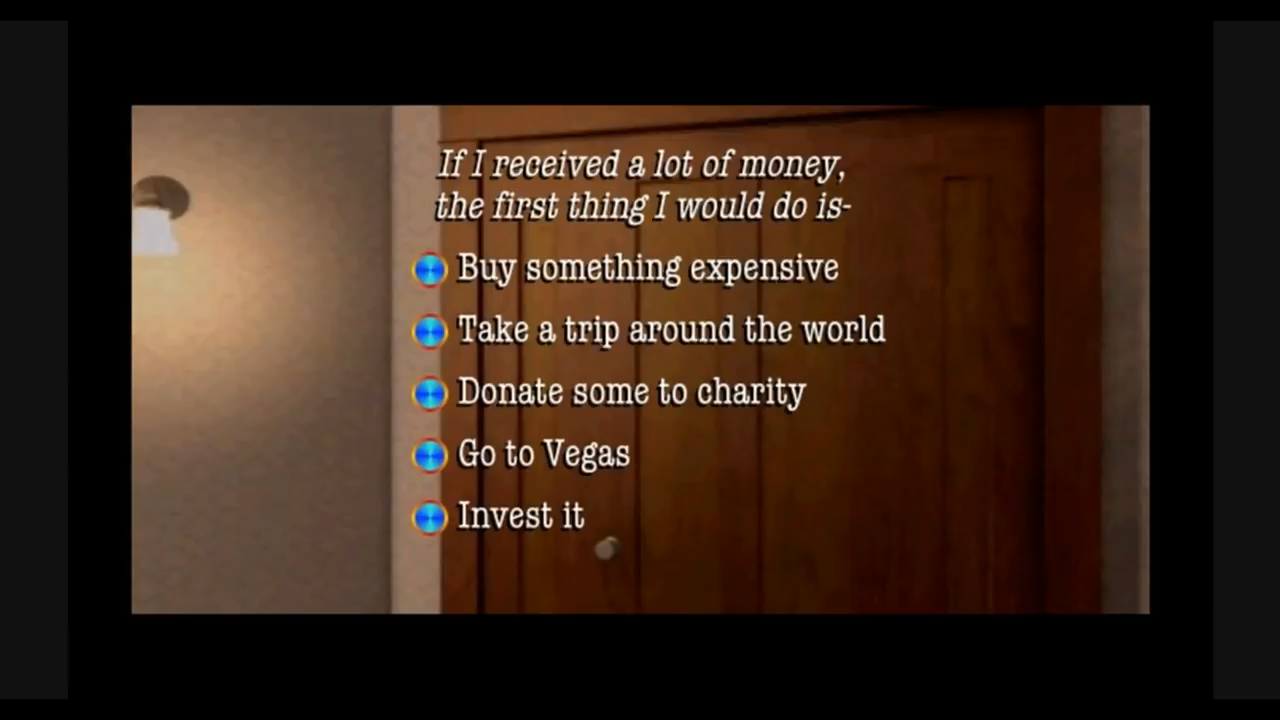 If I received a lot of money,
the first thing I would do is-
Buy something expensive
Take a trip around the world
Donate some to charity
Go to Vegas
Invest it